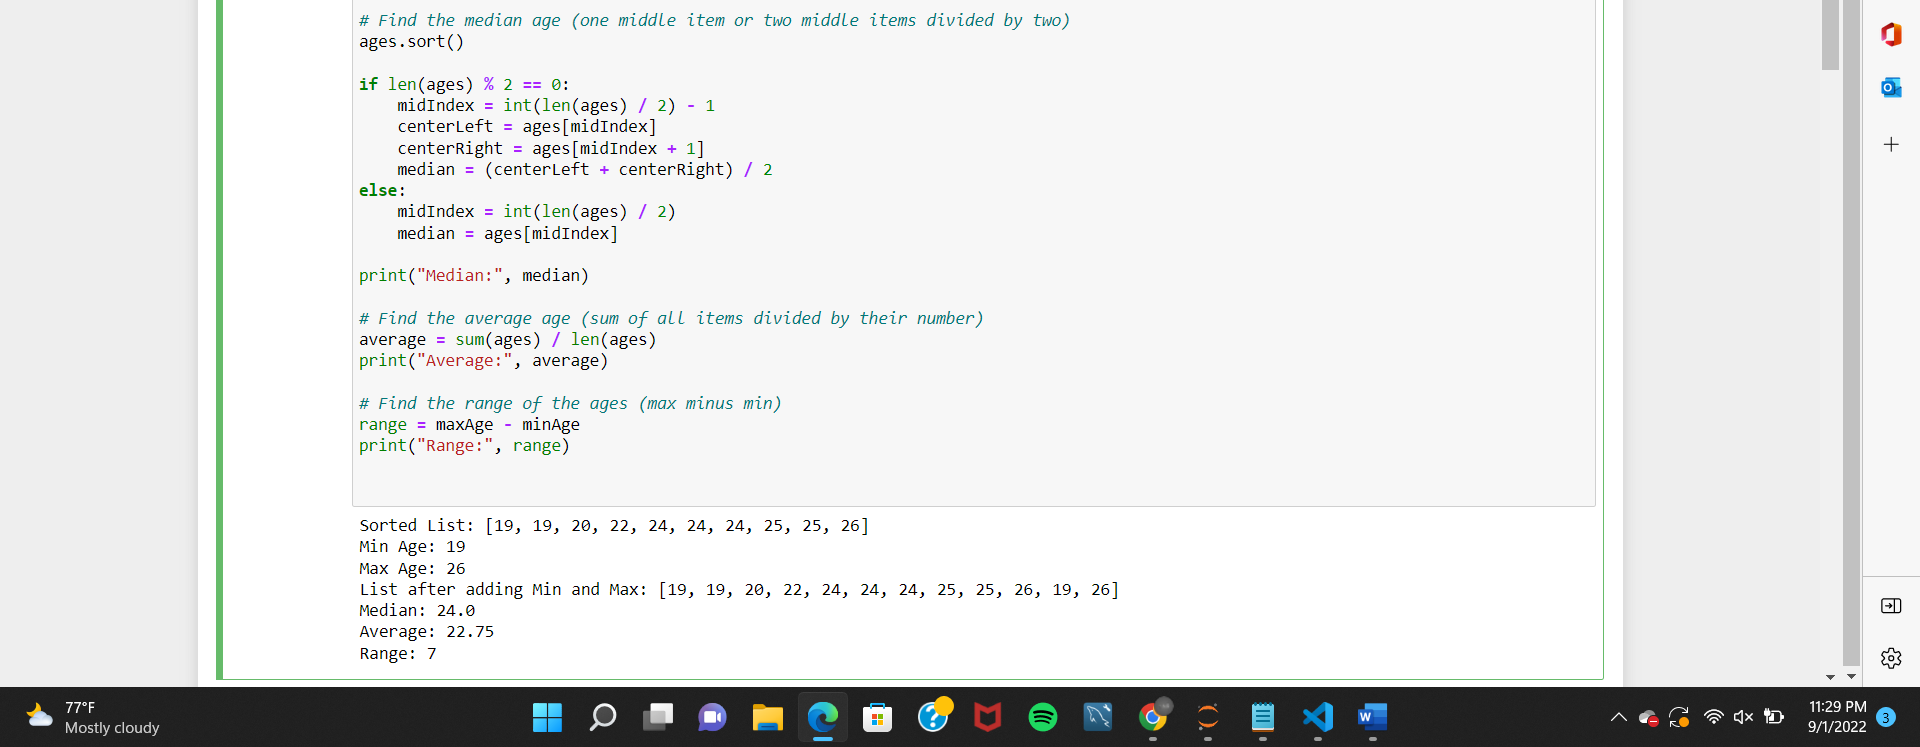 # Find the median age (one middle item or two middle items divided by two)
ages.sort()
if len(ages) % 2 == 0:
    midIndex = int(len(ages) / 2) - 1
    centerLeft = ages[midIndex]
    centerRight = ages[midIndex + 1]
    median = (centerLeft + centerRight) / 2
else:
    midIndex = int(len(ages) / 2)
    median = ages[midIndex]
print("Median:", median)
# Find the average age (sum of all items divided by their number)
average = sum(ages) / len(ages)
print("Average:", average)
# Find the range of the ages (max minus min)
range = maxAge - minAge
print("Range:", range)
Sorted List: [19, 19, 20, 22, 24, 24, 24, 25, 25, 26]
Min Age: 19
Max Age: 26
List after adding Min and Max: [19, 19, 20, 22, 24, 24, 24, 25, 25, 26, 19, 26]
Median: 24.0
Average: 22.75
Range: 7
77°F
Mostly cloudy
11:29 PM
9/1/2022
3